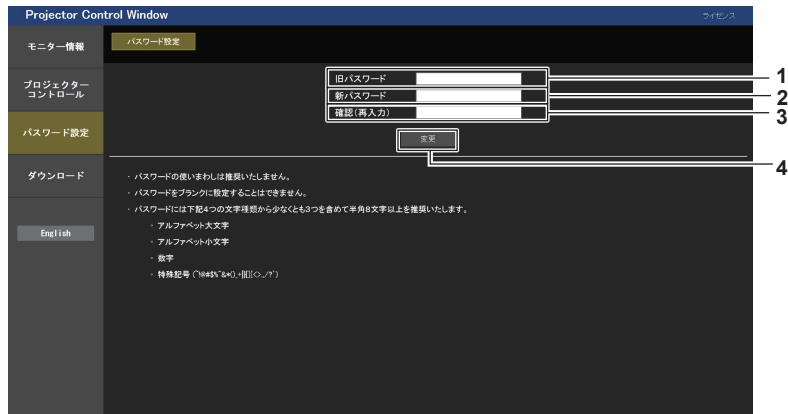 Projector Control Window
ライセンス
モニター情報
パスワード設定
プロジェクター
コントロール
パスワード設定
ダウンロード
English
旧パスワード
1
新パスワード
2
確認(再入力)
3
変更
4
・ パスワードの使いまわしは推奨いたしません。
・ パスワードをブランクに設定することはできません。
・ パスワードには下記4つの文字種類から少なくとも3つを含めて半角8文字以上を推奨いたします。
◦ アルファベット大文字
◦ アルファベット小文字
◦ 数字
◦ 特殊記号